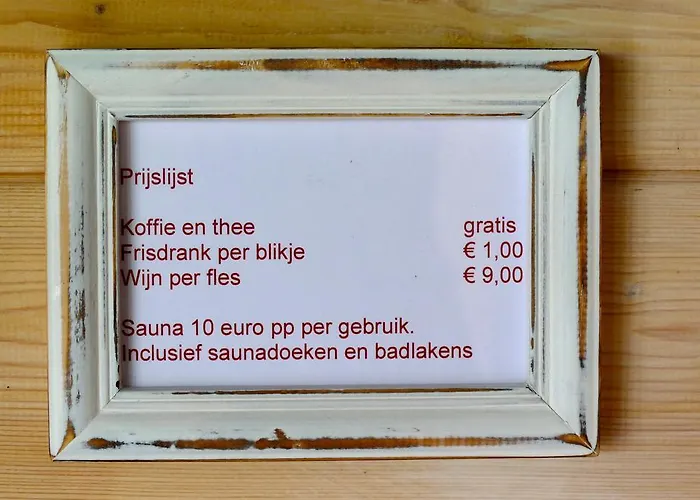 Prijslijst
Koffie en thee gratis
Frisdrank per blikje € 1,00
Wijn per fles € 9,00
Sauna 10 euro pp per gebruik.
Inclusief saunadoeken en badlakens